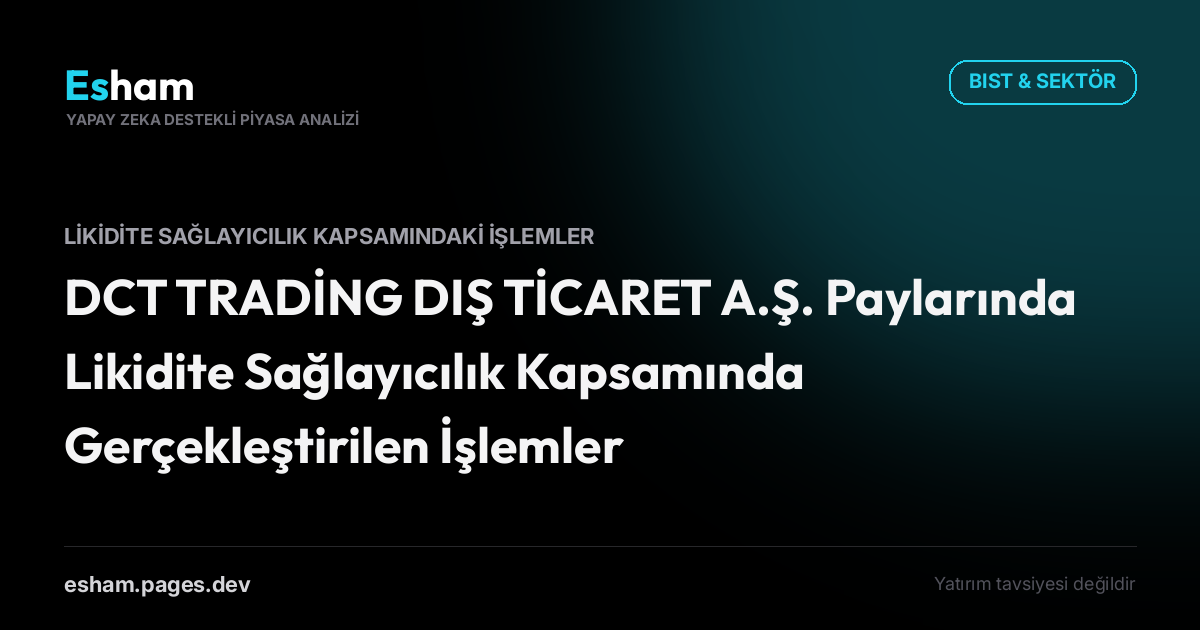 Esham
BIST & SEKTÖR
YAPAY ZEKA DESTEKLİ PİYASA ANALİZİ
LİKİDİTE SAĞLAYICILIK KAPSAMINDAKİ İŞLEMLER
DCT TRADİNG DIŞ TİCARET A.Ş. Paylarında
Likidite Sağlayıcılık Kapsamında
Gerçekleştirilen İşlemler
esham.pages.dev
Yatırım tavsiyesi değildir